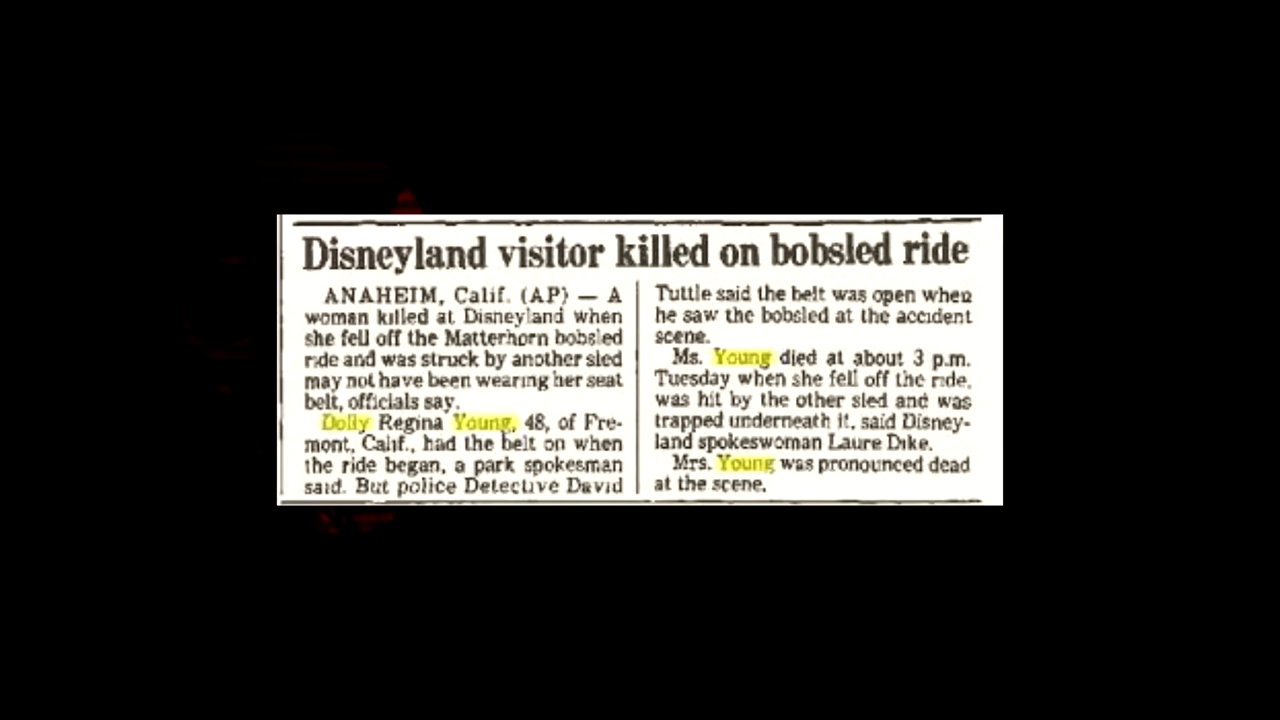 Disneyland visitor killed on bobsled ride
ANAHEIM, Calif. (AP) — A
woman killed at Disneyland when
she fell off the Matterhorn bobsled
ride and was struck by another sled
may not have been wearing her seat
belt, officials say.
Dolly Regina Young, 48, of Fre-
mont, Calif., had the belt on when
the ride began, a park spokesman
said. But police Detective David
Tuttle said the belt was open when
he saw the bobsled at the accident
scene.
Ms. Young died at about 3 p.m.
Tuesday when she fell off the ride,
was hit by the other sled and was
trapped underneath it, said Disney-
land spokeswoman Laure Dike.
Mrs. Young was pronounced dead
at the scene.